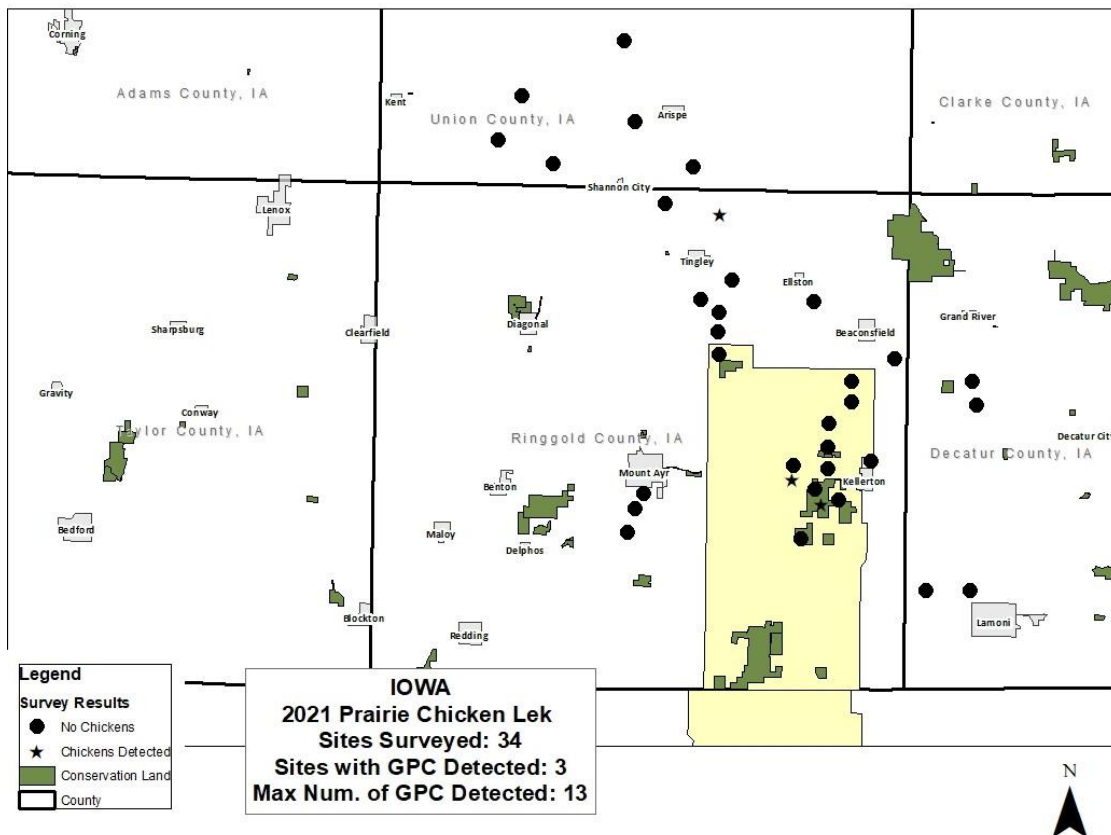 Corning
Adams County, IA
Kent
Union County, IA
Arispe
Clarke County, IA
Shannon City
Lenox
Tingley
Ellston
Sharpsburg
Clearfield
Diagonal
Beaconsfield
Grand River
Gravity
Conway
Taylor County, IA
Ringgold County, IA
Decatur City
Decatur County, IA
Mount Ayr
Benton
Kellerton
Bedford
Maloy
Delphos
Blockton
Redding
Lamoni
Legend
Survey Results
No Chickens
Chickens Detected
Conservation Land
County
IOWA
2021 Prairie Chicken Lek
Sites Surveyed: 34
Sites with GPC Detected: 3
Max Num. of GPC Detected: 13
N